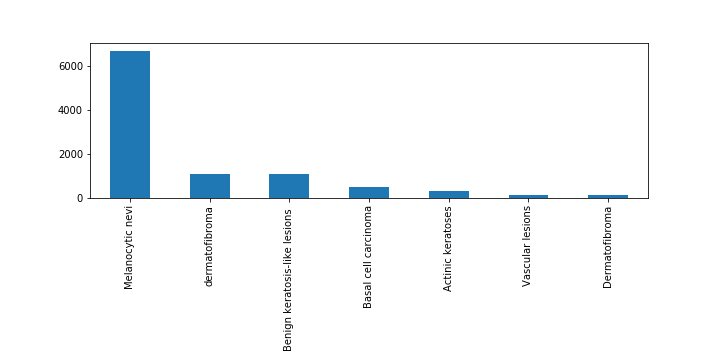 6000
4000
2000
0
Melanocytic nevi
dermatofibroma
Benign keratosis-like lesions
Basal cell carcinoma
Actinic keratoses
Vascular lesions
Dermatofibroma